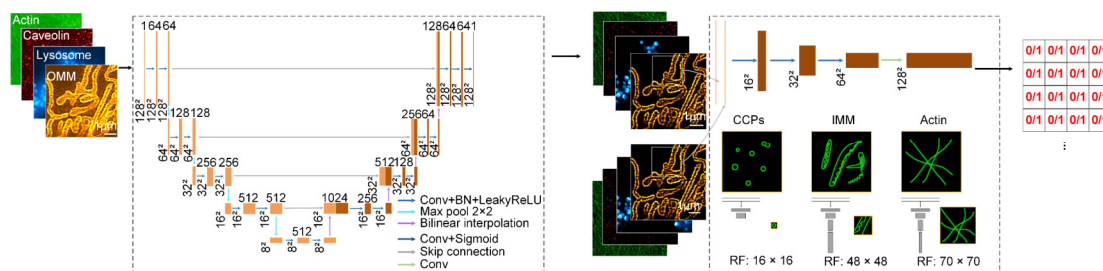 Actin
Caveolin
Lysosome
OMM
1μm
1 64 64
128² 128² 128²
128 128
64² 64² 64²
256 256
32² 32² 32²
512 512
16² 16² 16²
512
8² 8² 8²
1024 256
16² 16²
512 128
32² 32² 32²
256 64
64² 64² 64²
128 64 64 1
128² 128² 128² 128²
Conv+BN+LeakyReLU
Max pool 2×2
Bilinear interpolation
Conv+Sigmoid
Skip connection
Conv
1μm
1μm
16²
32²
64²
128²
CCPs IMM Actin
RF: 16 × 16 RF: 48 × 48 RF: 70 × 70
0/1 0/1 0/1 0/1
0/1 0/1 0/1 0/1
0/1 0/1 0/1 0/1
0/1 0/1 0/1 0/1
⋮